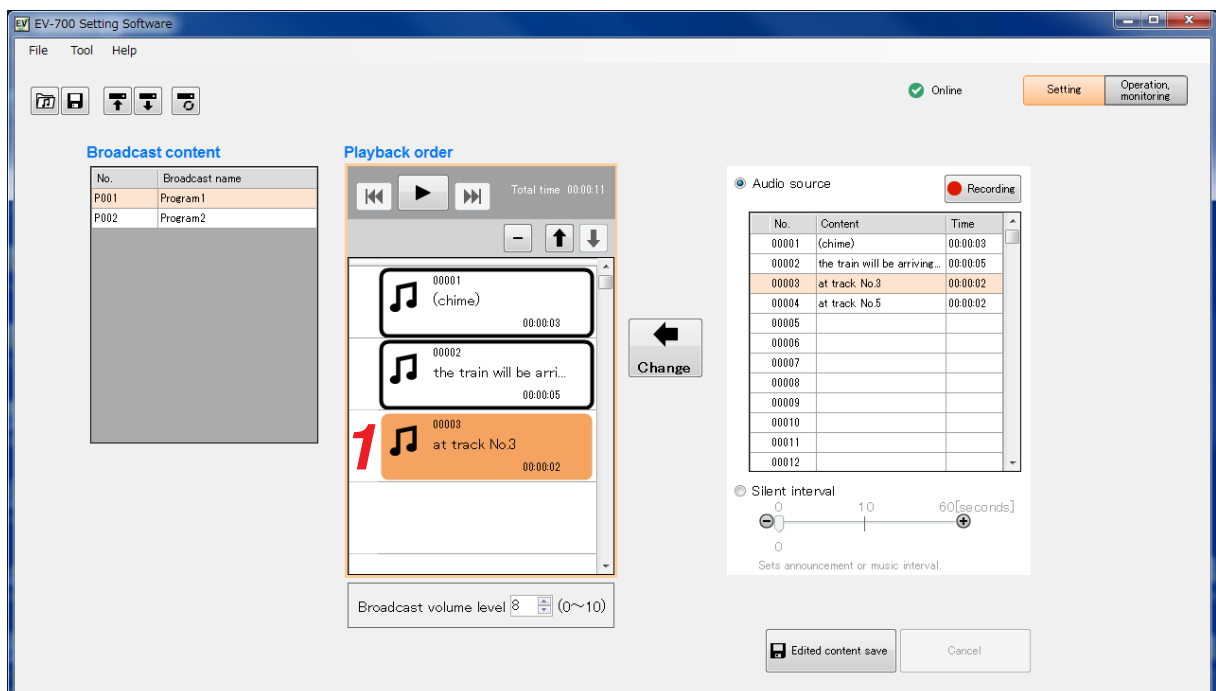 EV EV-700 Setting Software
File Tool Help
Online
Setting
Operation,
monitoring
Broadcast content
No. Broadcast name
P001 Program1
P002 Program2
Playback order
Total time 00:00:11
00001
(chime)
00:00:03
00002
the train will be arri...
00:00:05
1
00003
at track No.3
00:00:02
Broadcast volume level 8 (0～10)
Change
Audio source
Recording
No. Content Time
00001 (chime) 00:00:03
00002 the train will be arriving... 00:00:05
00003 at track No.3 00:00:02
00004 at track No.5 00:00:02
00005
00006
00007
00008
00009
00010
00011
00012
Silent interval
0 10 60[seconds]
0
Sets announcement or music interval.
Edited content save
Cancel